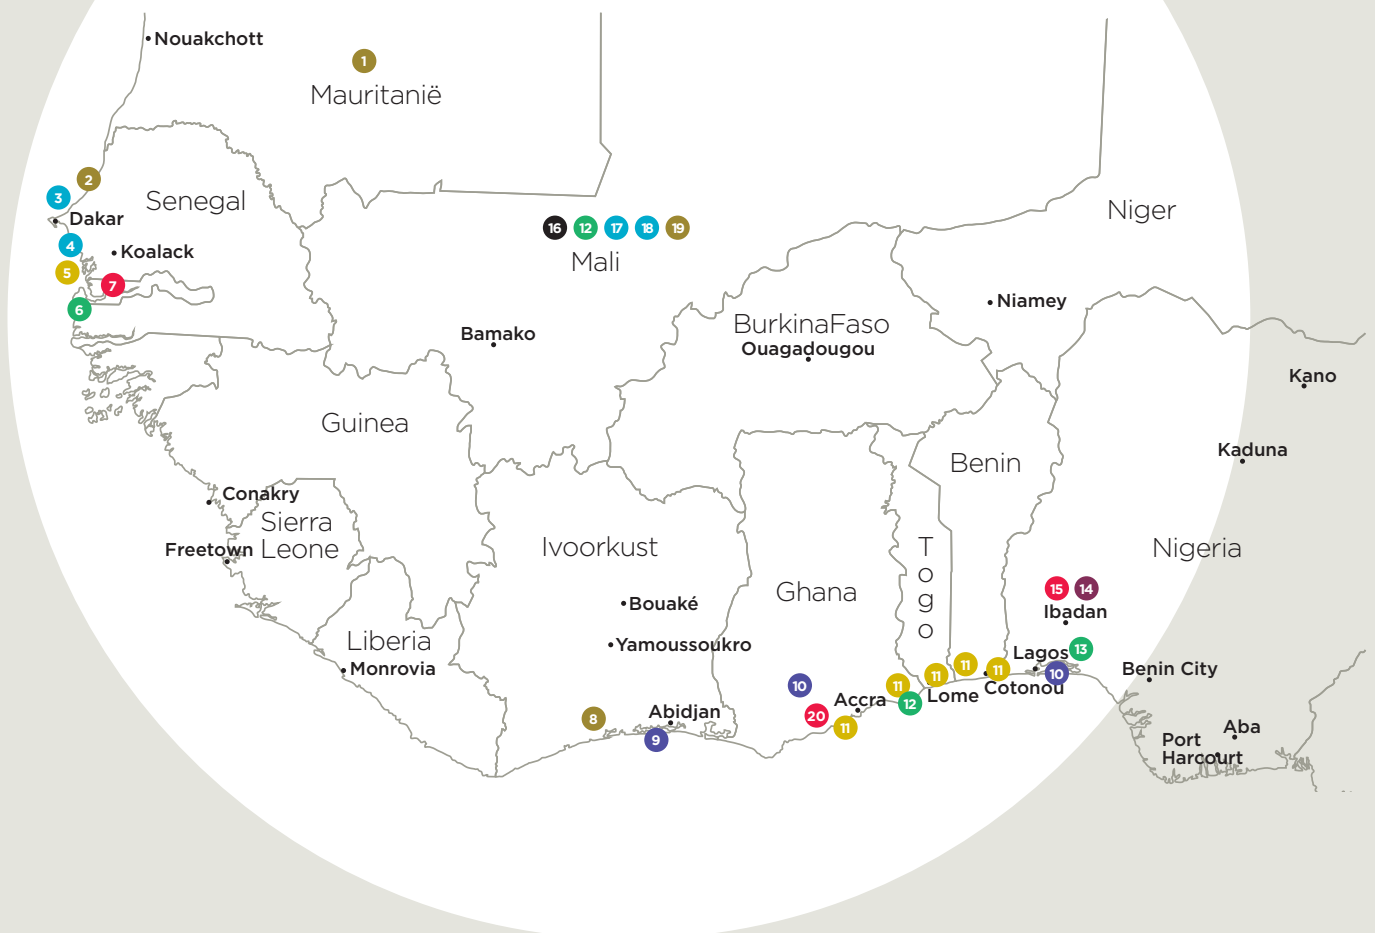 Nouakchott
1
Mauritanië
2
3
Senegal
Dakar
Niger
16 12 17 18 19
4
Koalack
Mali
5
7
6
Niamey
BurkinaFaso
Bamako
Ouagadougou
Kano
Guinea
Kaduna
Benin
Conakry
Sierra
Leone
Freetown
Ivoorkust
T
o
g
o
Nigeria
Ghana
15 14
Ibadan
Bouaké
Liberia
Yamoussoukro
Monrovia
Lagos
13
11
11
11
10
Benin City
10
11
Lome
Cotonou
Accra
12
Abidjan
8
20
11
9
Aba
Port
Harcourt